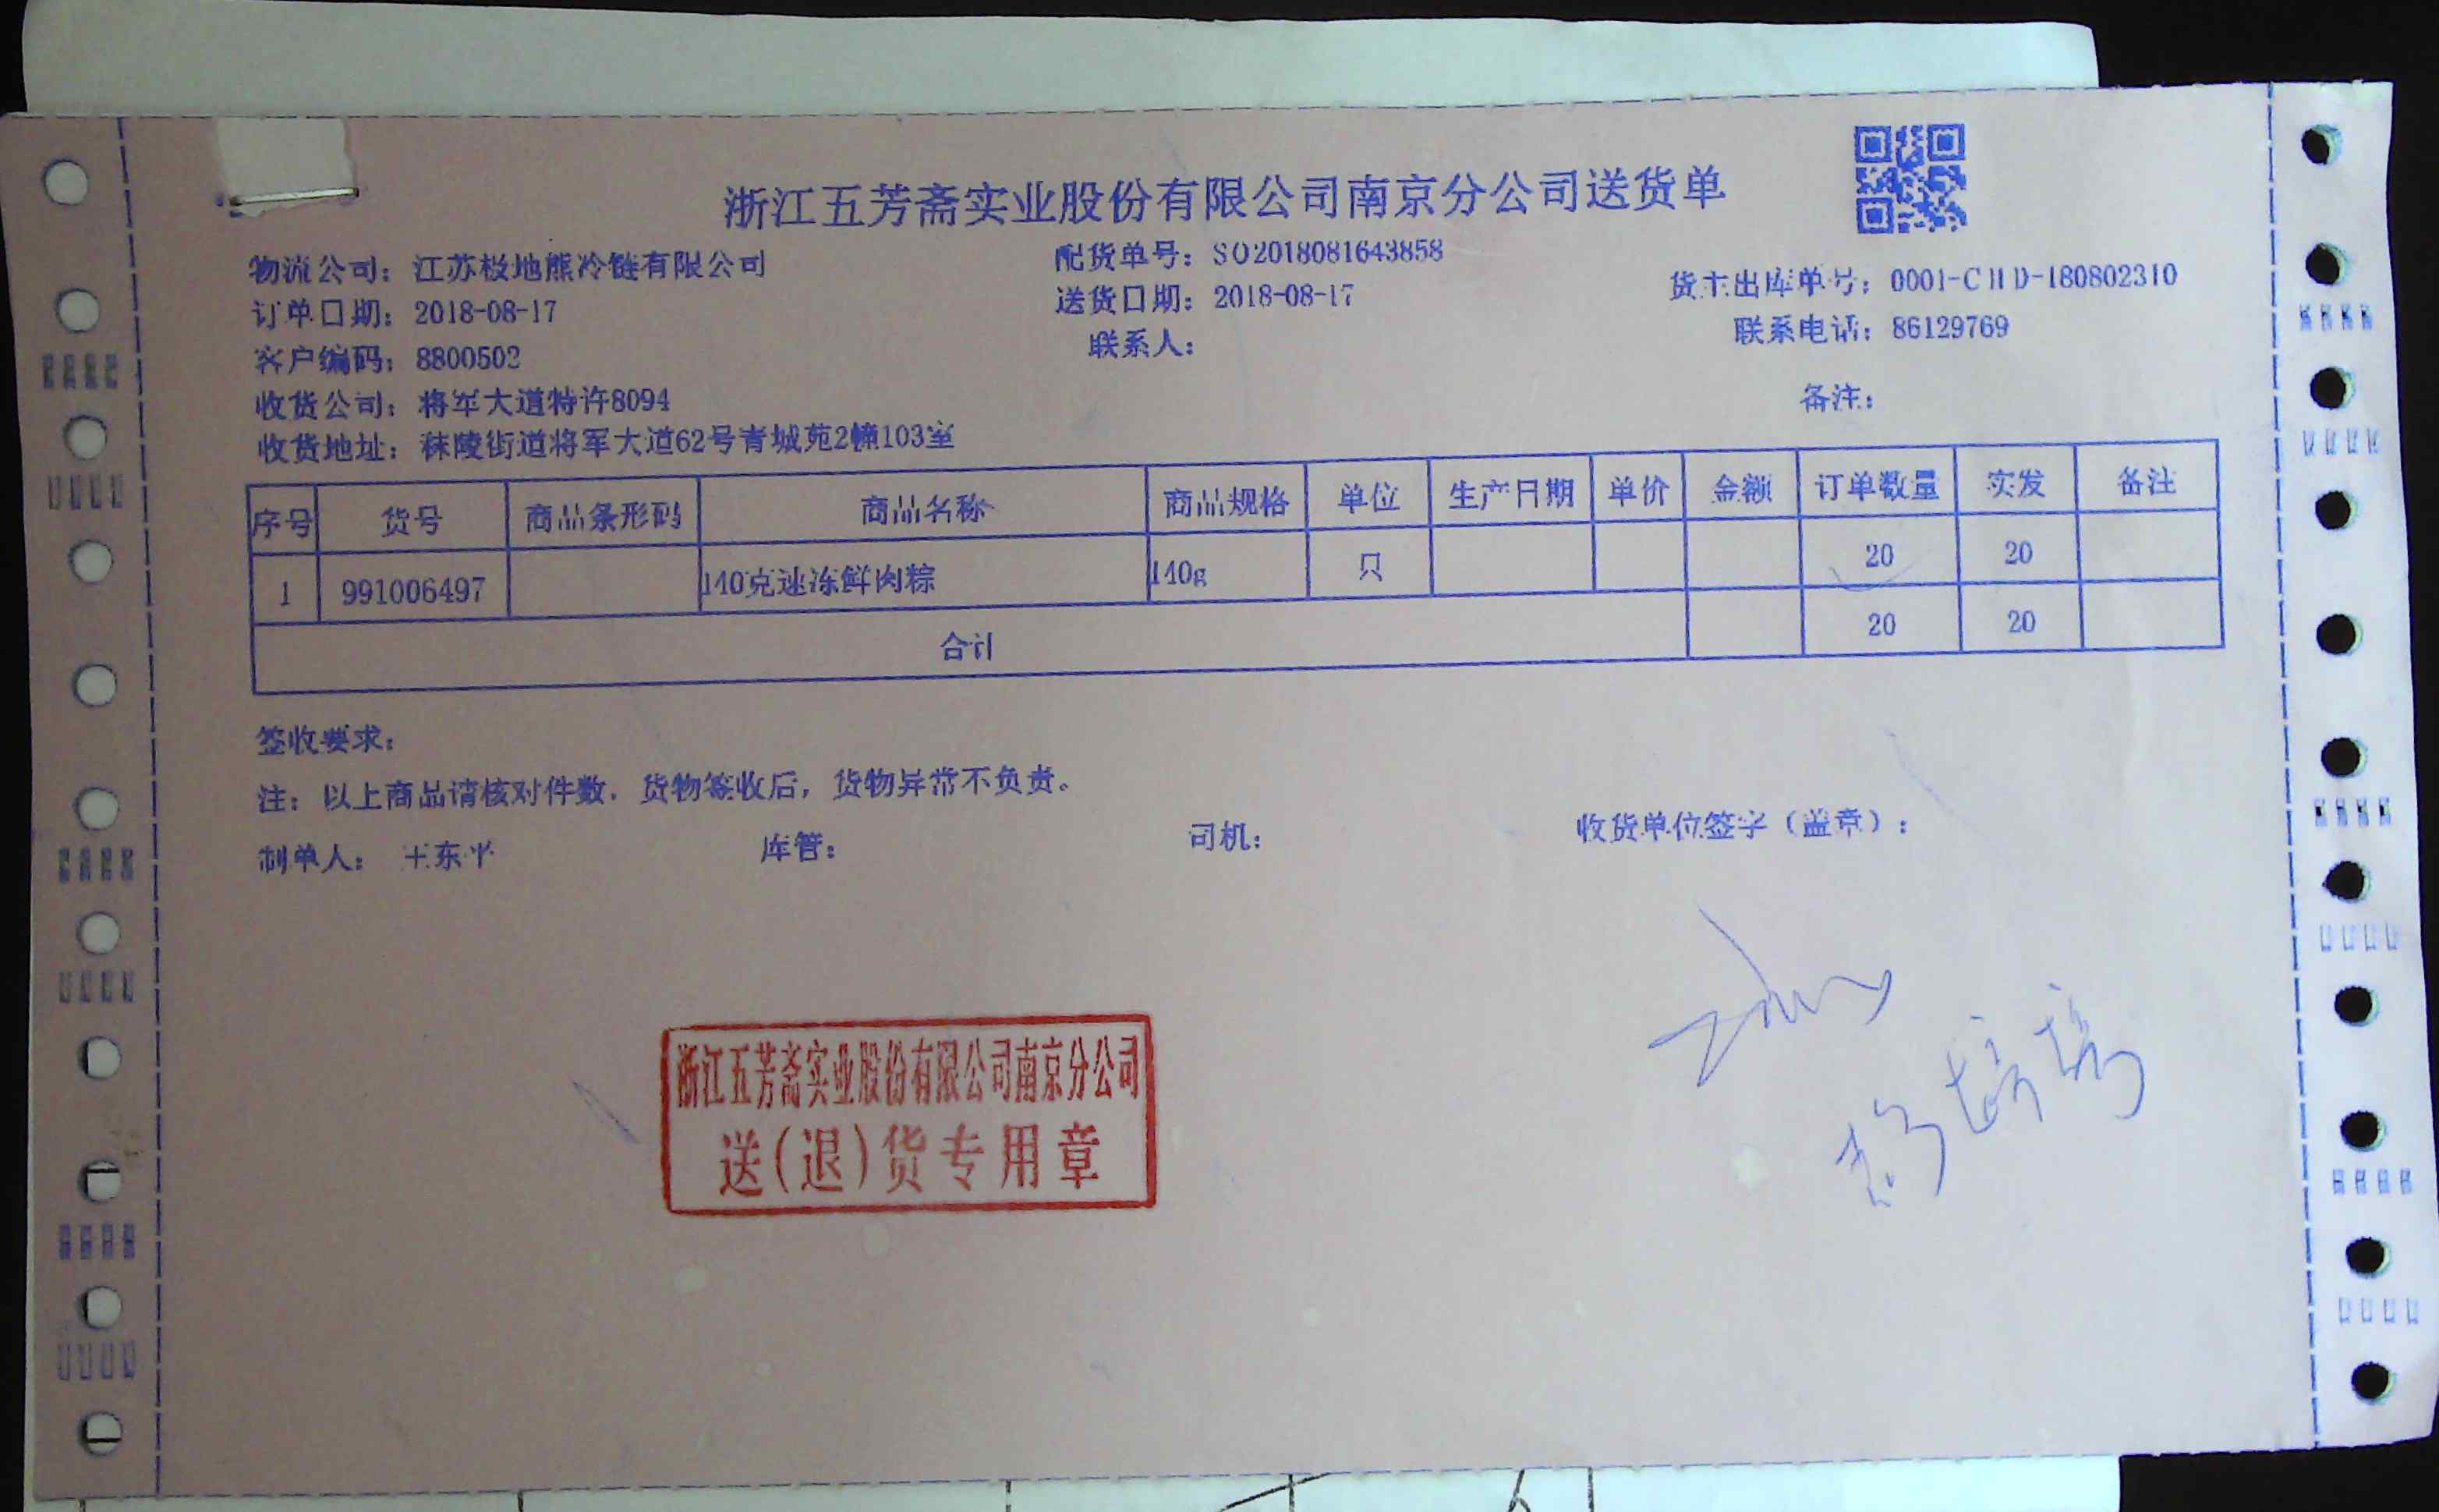 浙江五芳斋实业股份有限公司南京分公司送货单
物流公司：江苏极地熊冷链有限公司
配货单号：SO2018081643858
货主出库单号：0001-CHD-180802310
订单日期：2018-08-17
送货日期：2018-08-17
联系电话：86129769
客户编码：8800502
联系人：
收货公司：将军大道特许8094
备注：
收货地址：秣陵街道将军大道62号青城苑2幢103室
序号 货号 商品条形码 商品名称 商品规格 单位 生产日期 单价 金额 订单数量 实发 备注
1 991006497 140克速冻鲜肉粽 140g 只 20 20
合计 20 20
签收要求：
注：以上商品请核对件数，货物签收后，货物异常不负责。
制单人：王东平 库管： 司机： 收货单位签字（盖章）：
浙江五芳斋实业股份有限公司南京分公司
送(退)货专用章